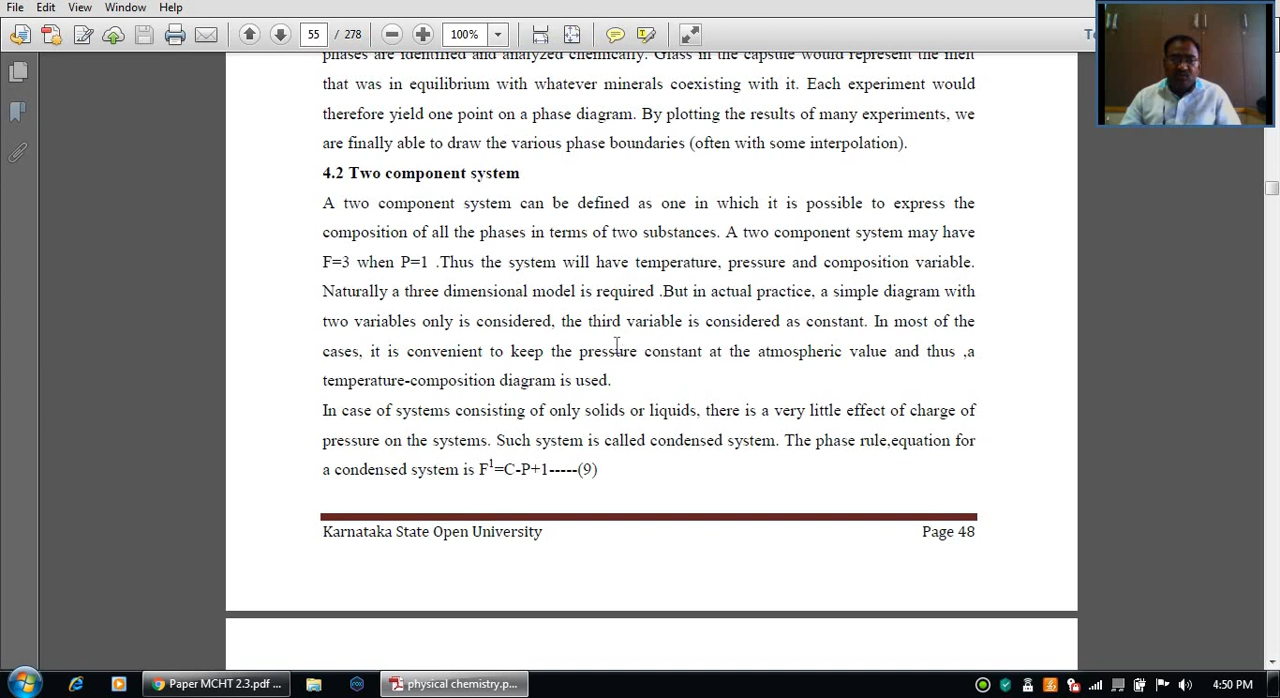 File Edit View Window Help
55 / 278 100%
phases are identified and analyzed chemically. Glass in the capsule would represent the melt
that was in equilibrium with whatever minerals coexisting with it. Each experiment would
therefore yield one point on a phase diagram. By plotting the results of many experiments, we
are finally able to draw the various phase boundaries (often with some interpolation).
4.2 Two component system
A two component system can be defined as one in which it is possible to express the
composition of all the phases in terms of two substances. A two component system may have
F=3 when P=1 .Thus the system will have temperature, pressure and composition variable.
Naturally a three dimensional model is required .But in actual practice, a simple diagram with
two variables only is considered, the third variable is considered as constant. In most of the
cases, it is convenient to keep the pressure constant at the atmospheric value and thus ,a
temperature-composition diagram is used.
In case of systems consisting of only solids or liquids, there is a very little effect of charge of
pressure on the systems. Such system is called condensed system. The phase rule,equation for
a condensed system is F¹=C-P+1-----(9)
Karnataka State Open University Page 48
Paper MCHT 2.3.pdf ... physical chemistry.p... 4:50 PM